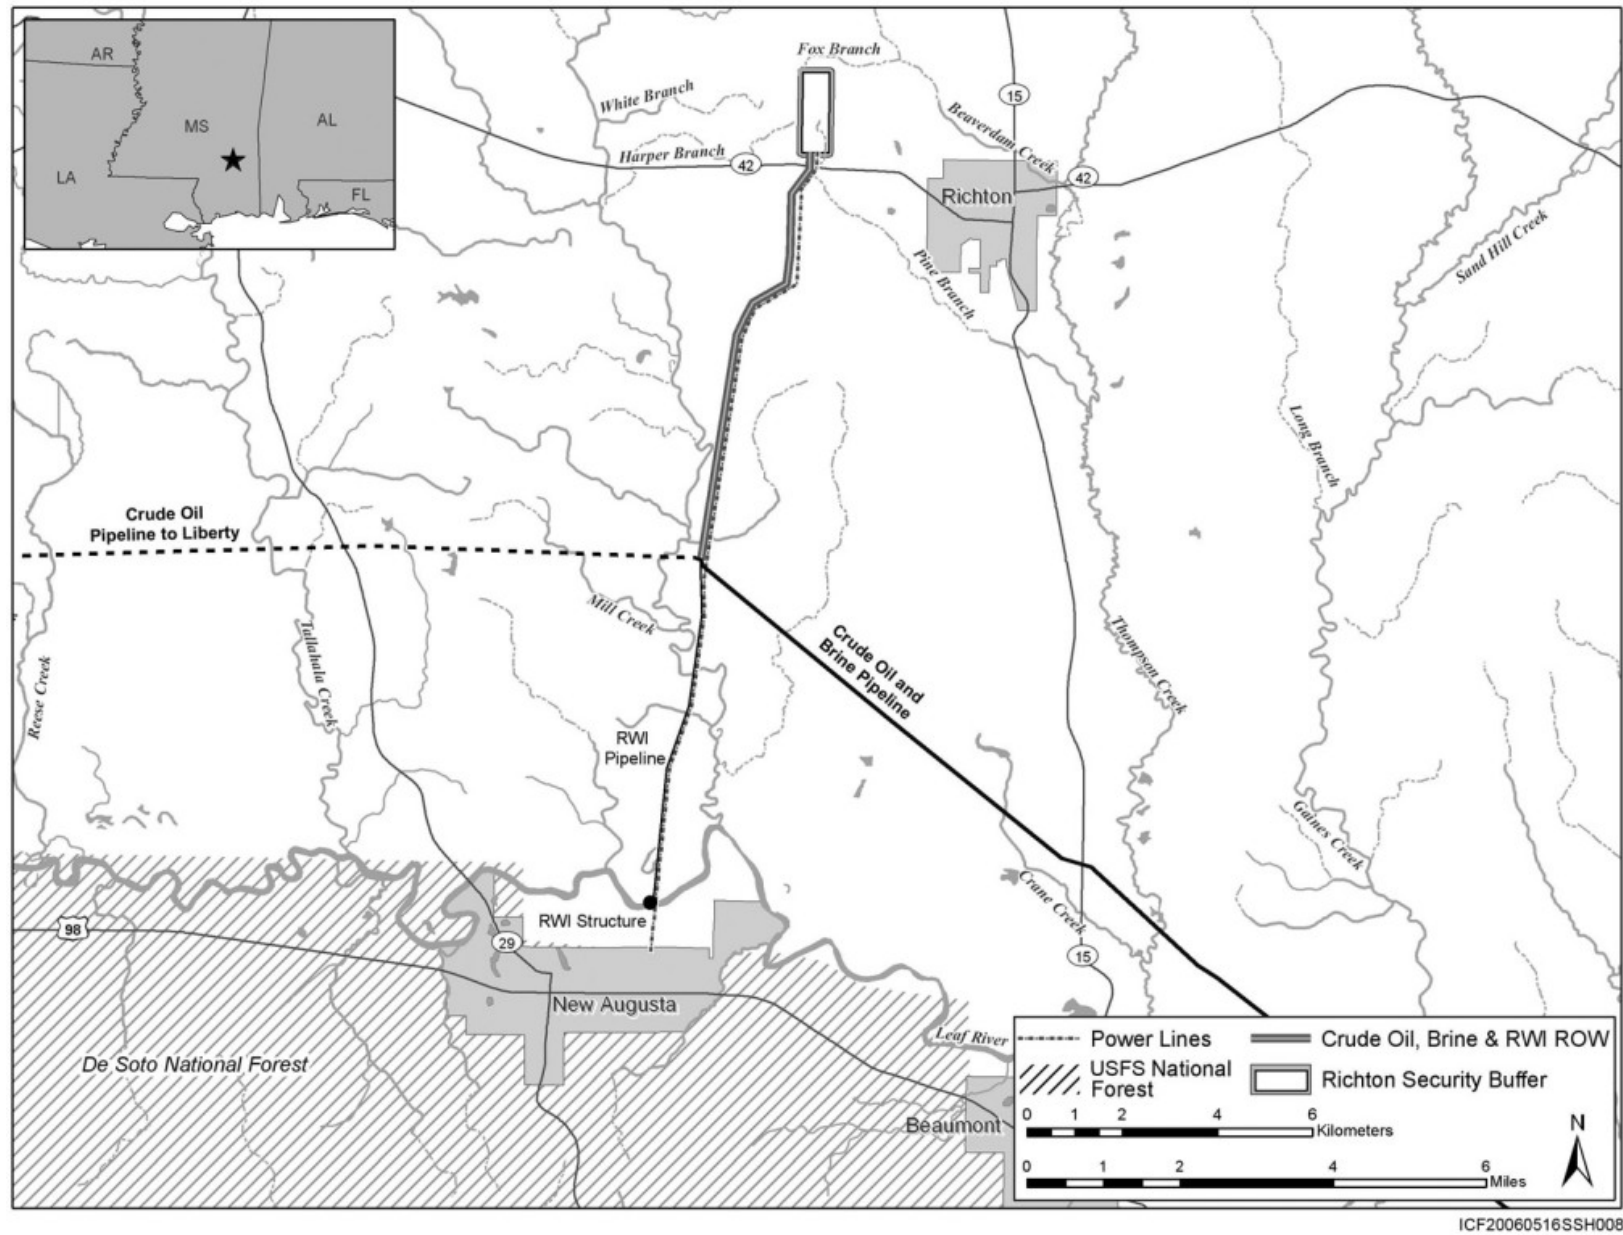 AR
MS
AL
LA
FL
Fox Branch
White Branch
15
Beaverdam Creek
Harper Branch
42
42
Richton
Sand Hill Creek
Pine Branch
Long Branch
Crude Oil
Pipeline to Liberty
Mill Creek
Tallahala Creek
Crude Oil and
Brine Pipeline
Thompson Creek
Reese Creek
RWI
Pipeline
Gaines Creek
Crane Creek
RWI Structure
98
29
15
New Augusta
Leaf River
De Soto National Forest
Beaumont
Power Lines
USFS National
Forest
Crude Oil, Brine & RWI ROW
Richton Security Buffer
0 1 2 4 6
Kilometers
0 1 2 4 6
Miles
N
ICF20060516SSH008